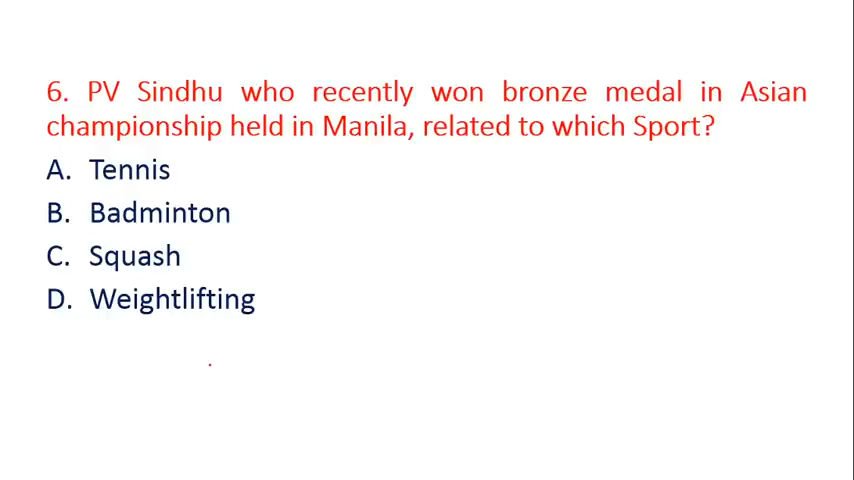 6. PV Sindhu who recently won bronze medal in Asian
championship held in Manila, related to which Sport?
A. Tennis
B. Badminton
C. Squash
D. Weightlifting